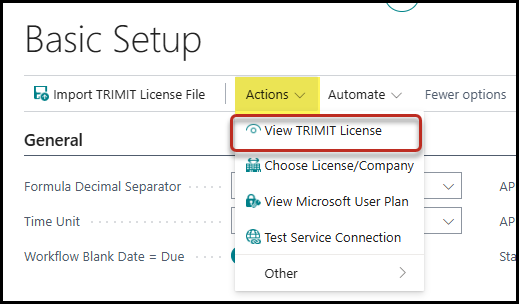 Basic Setup
Import TRIMIT License File Actions Automate Fewer options
View TRIMIT License
General
Choose License/Company
Formula Decimal Separator AP
View Microsoft User Plan
Time Unit AP
Test Service Connection
Workflow Blank Date = Due Sta
Other